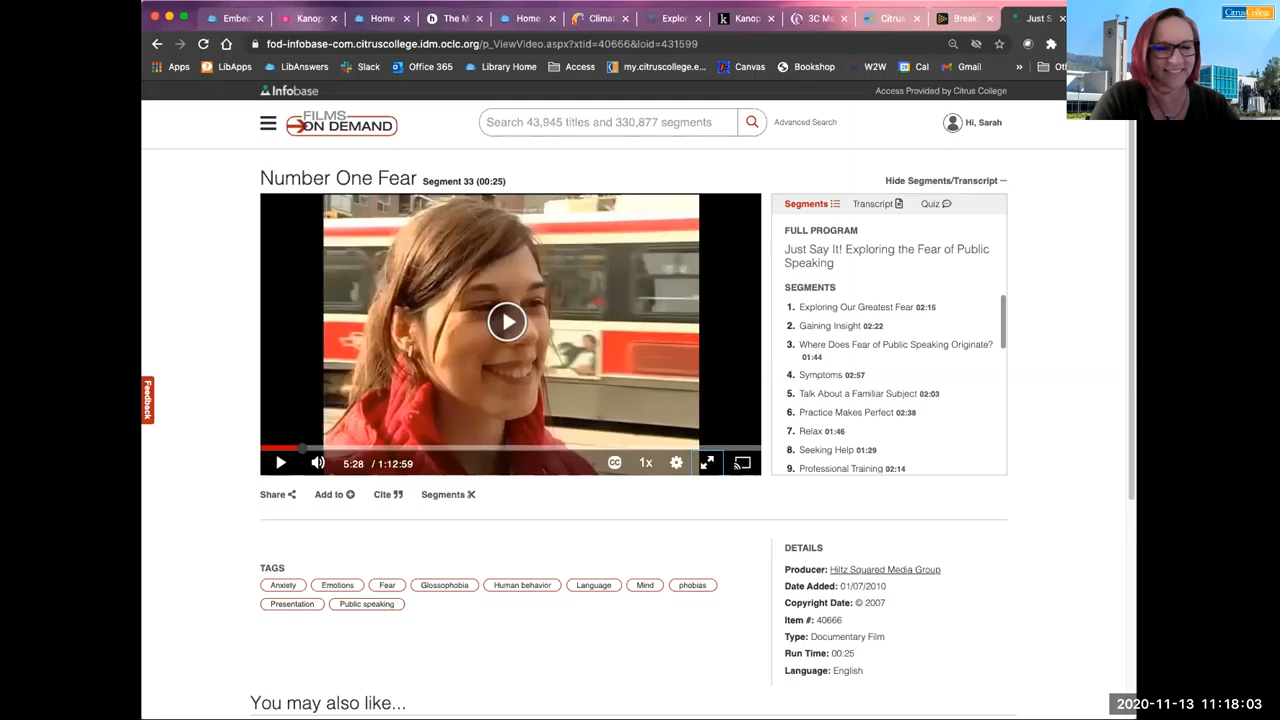 Embed
Kanop
Home
The M
Home
Climat
Explor
Kanop
3C Me
Citrus
Break
Just S
fod-infobase-com.citruscollege.idm.oclc.org/p_ViewVideo.aspx?xtid=40666&loid=431599
Apps LibApps LibAnswers Slack Office 365 Library Home Access my.citruscollege.e... Canvas Bookshop W2W Cal Gmail » Ot
CitrusCollege
Infobase
Access Provided by Citrus College
FILMS
ON DEMAND
Search 43,945 titles and 330,877 segments
Advanced Search
Hi, Sarah
Number One Fear Segment 33 (00:25)
Hide Segments/Transcript —
Segments Transcript Quiz
FULL PROGRAM
Just Say It! Exploring the Fear of Public
Speaking
SEGMENTS
1. Exploring Our Greatest Fear 02:15
2. Gaining Insight 02:22
3. Where Does Fear of Public Speaking Originate?
01:44
4. Symptoms 02:57
5. Talk About a Familiar Subject 02:03
6. Practice Makes Perfect 02:38
7. Relax 01:46
8. Seeking Help 01:29
9. Professional Training 02:14
Feedback
5:28 / 1:12:59
CC 1x
Share Add to Cite Segments
TAGS
Anxiety Emotions Fear Glossophobia Human behavior Language Mind phobias
Presentation Public speaking
DETAILS
Producer: Hiltz Squared Media Group
Date Added: 01/07/2010
Copyright Date: © 2007
Item #: 40666
Type: Documentary Film
Run Time: 00:25
Language: English
You may also like...
2020-11-13 11:18:03